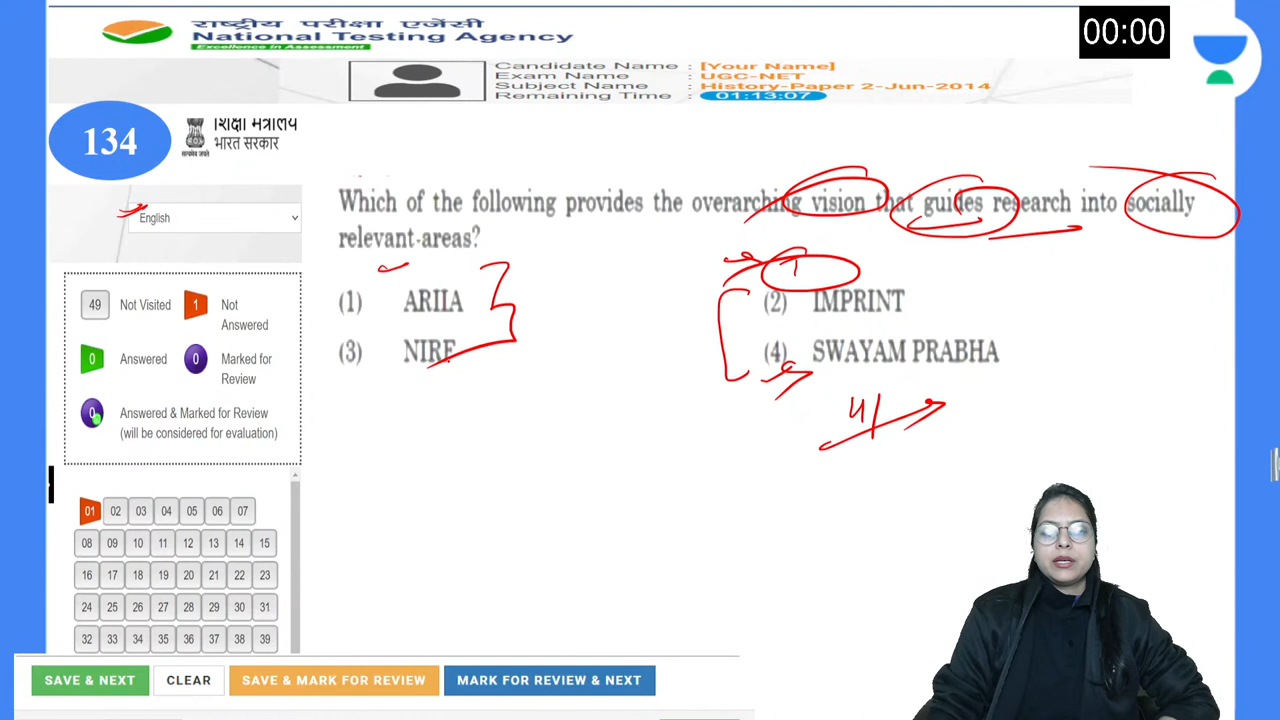 राष्ट्रीय परीक्षा एजेंसी
National Testing Agency
Excellence in Assessment
00:00
Candidate Name : [Your Name]
Exam Name : UGC-NET
Subject Name : History-Paper 2-Jun-2014
Remaining Time : 01:13:07
134
शिक्षा मंत्रालय
भारत सरकार
सत्यमेव जयते
English
Which of the following provides the overarching vision that guides research into socially
relevant-areas?
(1) ARIIA
(2) IMPRINT
(3) NIRF
(4) SWAYAM PRABHA
4
49 Not Visited
1 Not Answered
0 Answered
0 Marked for Review
0 Answered & Marked for Review
(will be considered for evaluation)
01 02 03 04 05 06 07
08 09 10 11 12 13 14 15
16 17 18 19 20 21 22 23
24 25 26 27 28 29 30 31
32 33 34 35 36 37 38 39
SAVE & NEXT
CLEAR
SAVE & MARK FOR REVIEW
MARK FOR REVIEW & NEXT